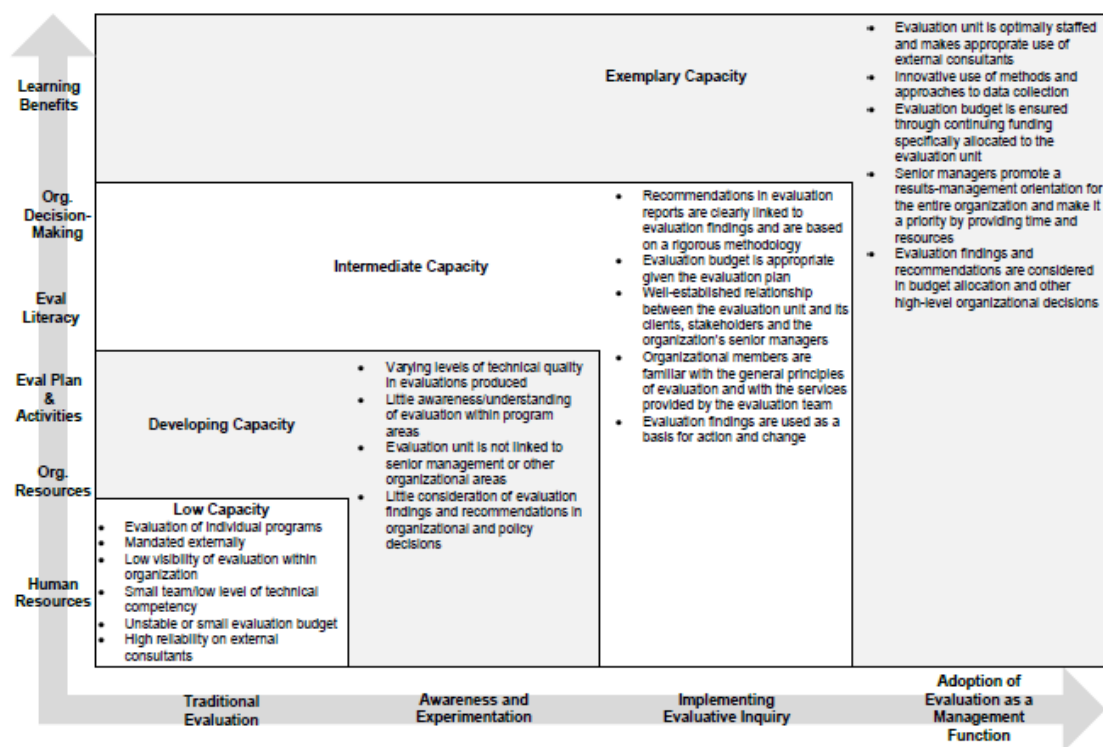 Learning
Benefits
Org.
Decision-
Making
Eval
Literacy
Eval Plan
&
Activities
Org.
Resources
Human
Resources
Exemplary Capacity
• Evaluation unit is optimally staffed
and makes approprate use of
external consultants
• Innovative use of methods and
approaches to data collection
• Evaluation budget is ensured
through continuing funding
specifically allocated to the
evaluation unit
• Senior managers promote a
results-management orientation for
the entire organization and make it
a priority by providing time and
resources
• Evaluation findings and
recommendations are considered
in budget allocation and other
high-level organizational decisions
Intermediate Capacity
• Recommendations in evaluation
reports are clearly linked to
evaluation findings and are based
on a rigorous methodology
• Evaluation budget is appropriate
given the evaluation plan
• Well-established relationship
between the evaluation unit and its
clients, stakeholders and the
organization's senior managers
• Organizational members are
familiar with the general principles
of evaluation and with the services
provided by the evaluation team
• Evaluation findings are used as a
basis for action and change
Developing Capacity
• Varying levels of technical quality
in evaluations produced
• Little awareness/understanding
of evaluation within program
areas
• Evaluation unit is not linked to
senior management or other
organizational areas
• Little consideration of evaluation
findings and recommendations in
organizational and policy
decisions
Low Capacity
• Evaluation of individual programs
• Mandated externally
• Low visibility of evaluation within
organization
• Small team/low level of technical
competency
• Unstable or small evaluation budget
• High reliability on external
consultants
Traditional
Evaluation
Awareness and
Experimentation
Implementing
Evaluative Inquiry
Adoption of
Evaluation as a
Management
Function